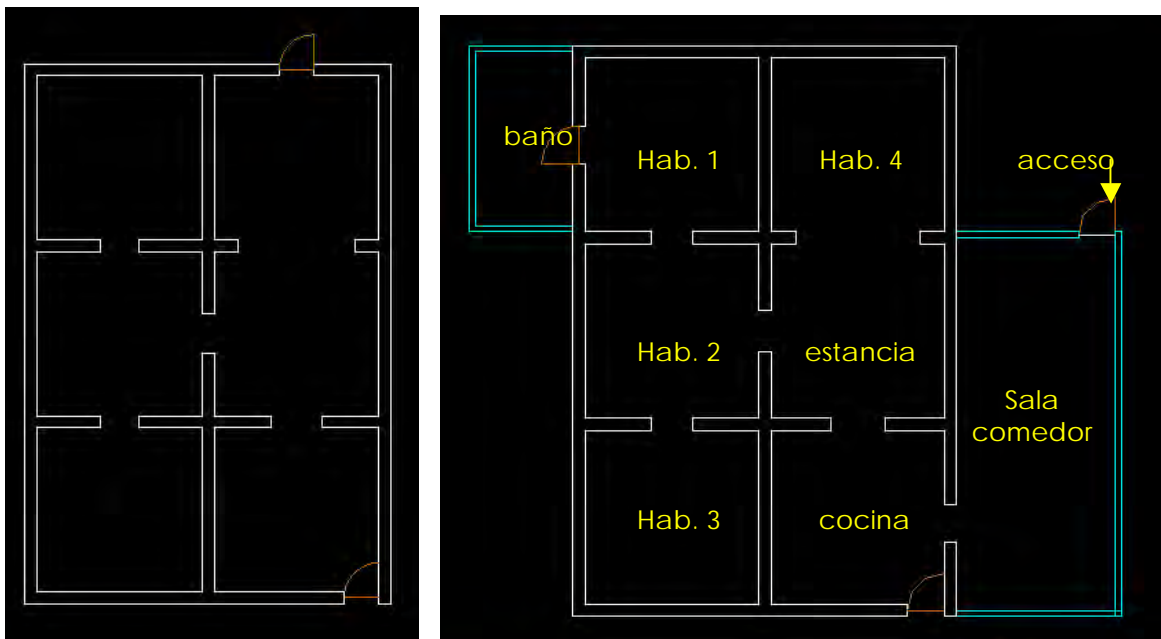 baño
Hab. 1
Hab. 4
acceso
Hab. 2
estancia
Sala
comedor
Hab. 3
cocina